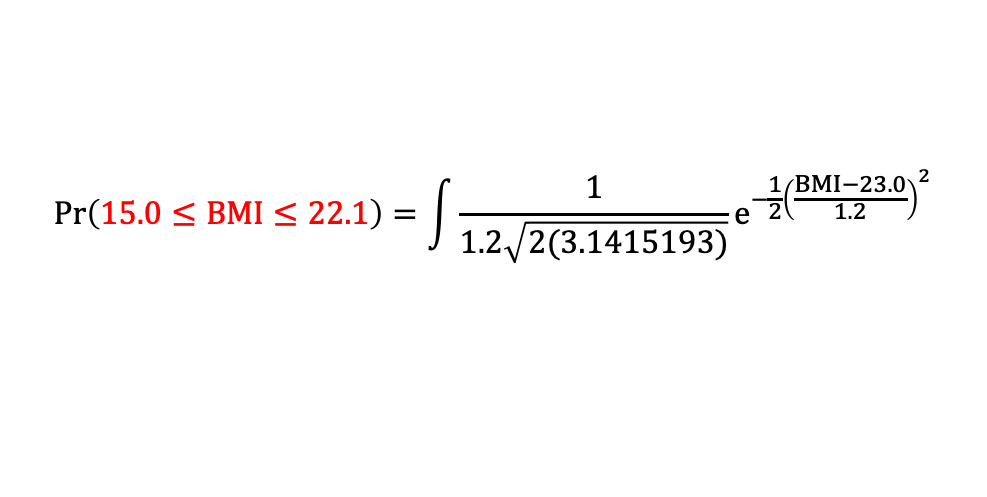 Pr(15.0 ≤ BMI ≤ 22.1) = ∫ 1/(1.2√(2(3.1415193))) e^(−1/2((BMI−23.0)/1.2)^2)